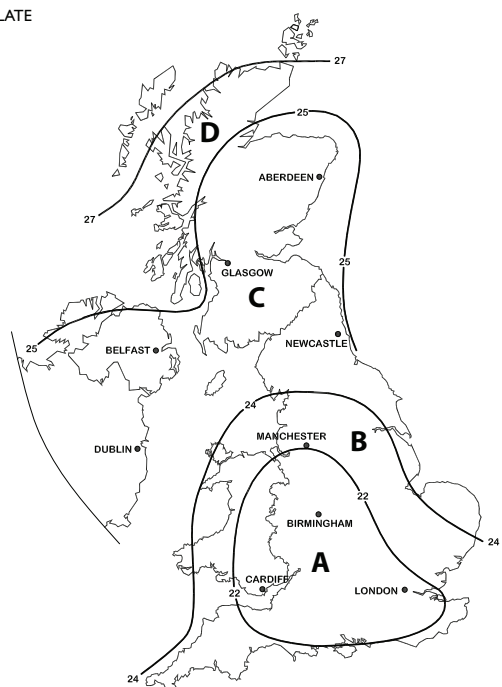 LATE
27
25
D
ABERDEEN
27
25
GLASGOW
C
NEWCASTLE
25
BELFAST
24
MANCHESTER
B
DUBLIN
22
BIRMINGHAM
24
A
CARDIFF
22
LONDON
24